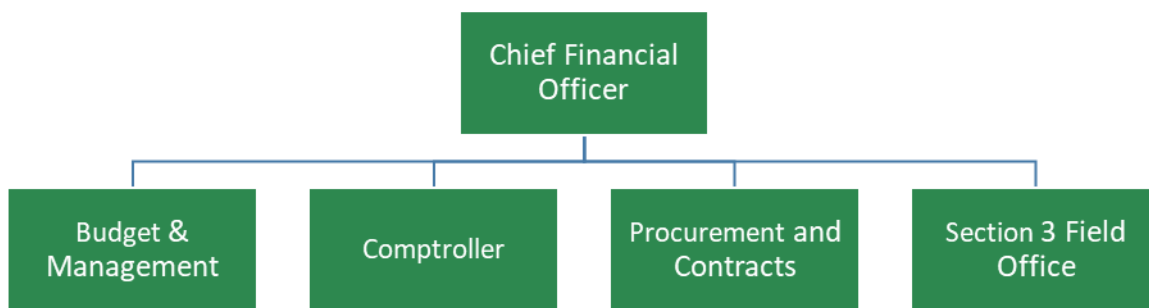 Chief Financial
Officer
Budget &
Management
Comptroller
Procurement and
Contracts
Section 3 Field
Office